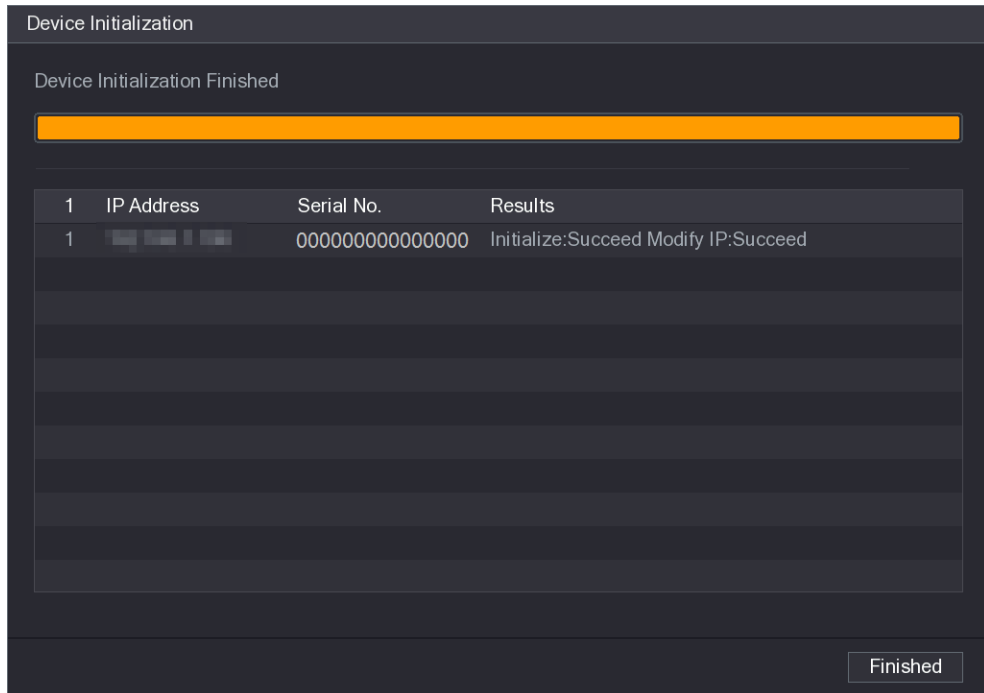 Device Initialization
Device Initialization Finished
1 IP Address Serial No. Results
1 000000000000000 Initialize:Succeed Modify IP:Succeed
Finished